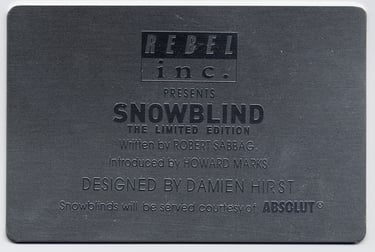 REBEL
inc.
PRESENTS
SNOWBLIND
THE LIMITED EDITION
Written by ROBERT SABBAG
Introduced by HOWARD MARKS
DESIGNED BY DAMIEN HIRST
Snowblinds will be served courtesy of ABSOLUT®